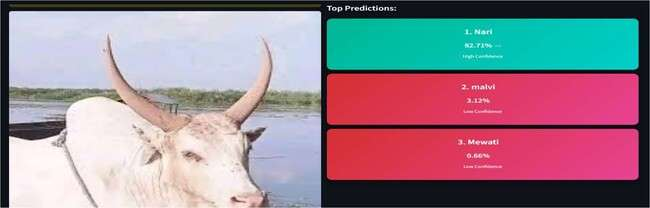 Top Predictions:
1. Nari
82.71%
High Confidence
2. malvi
3.12%
Low Confidence
3. Mewati
0.66%
Low Confidence